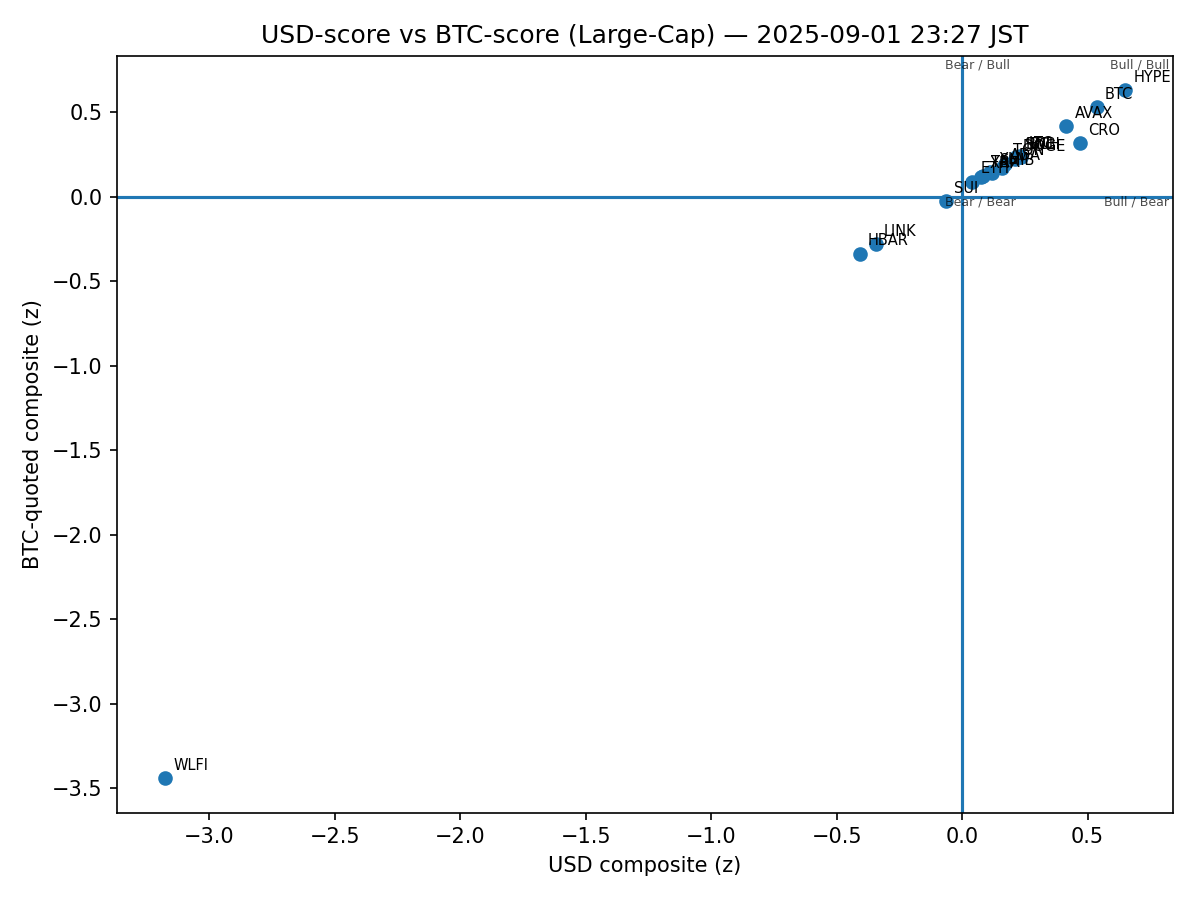 USD-score vs BTC-score (Large-Cap) — 2025-09-01 23:27 JST
Bear / Bull
Bull / Bull
HYPE
BTC
AVAX
CRO
ETH
SUI
Bear / Bear
Bull / Bear
LINK
HBAR
WLFI
0.5
0.0
−0.5
−1.0
−1.5
−2.0
−2.5
−3.0
−3.5
BTC-quoted composite (z)
−3.0 −2.5 −2.0 −1.5 −1.0 −0.5 0.0 0.5
USD composite (z)